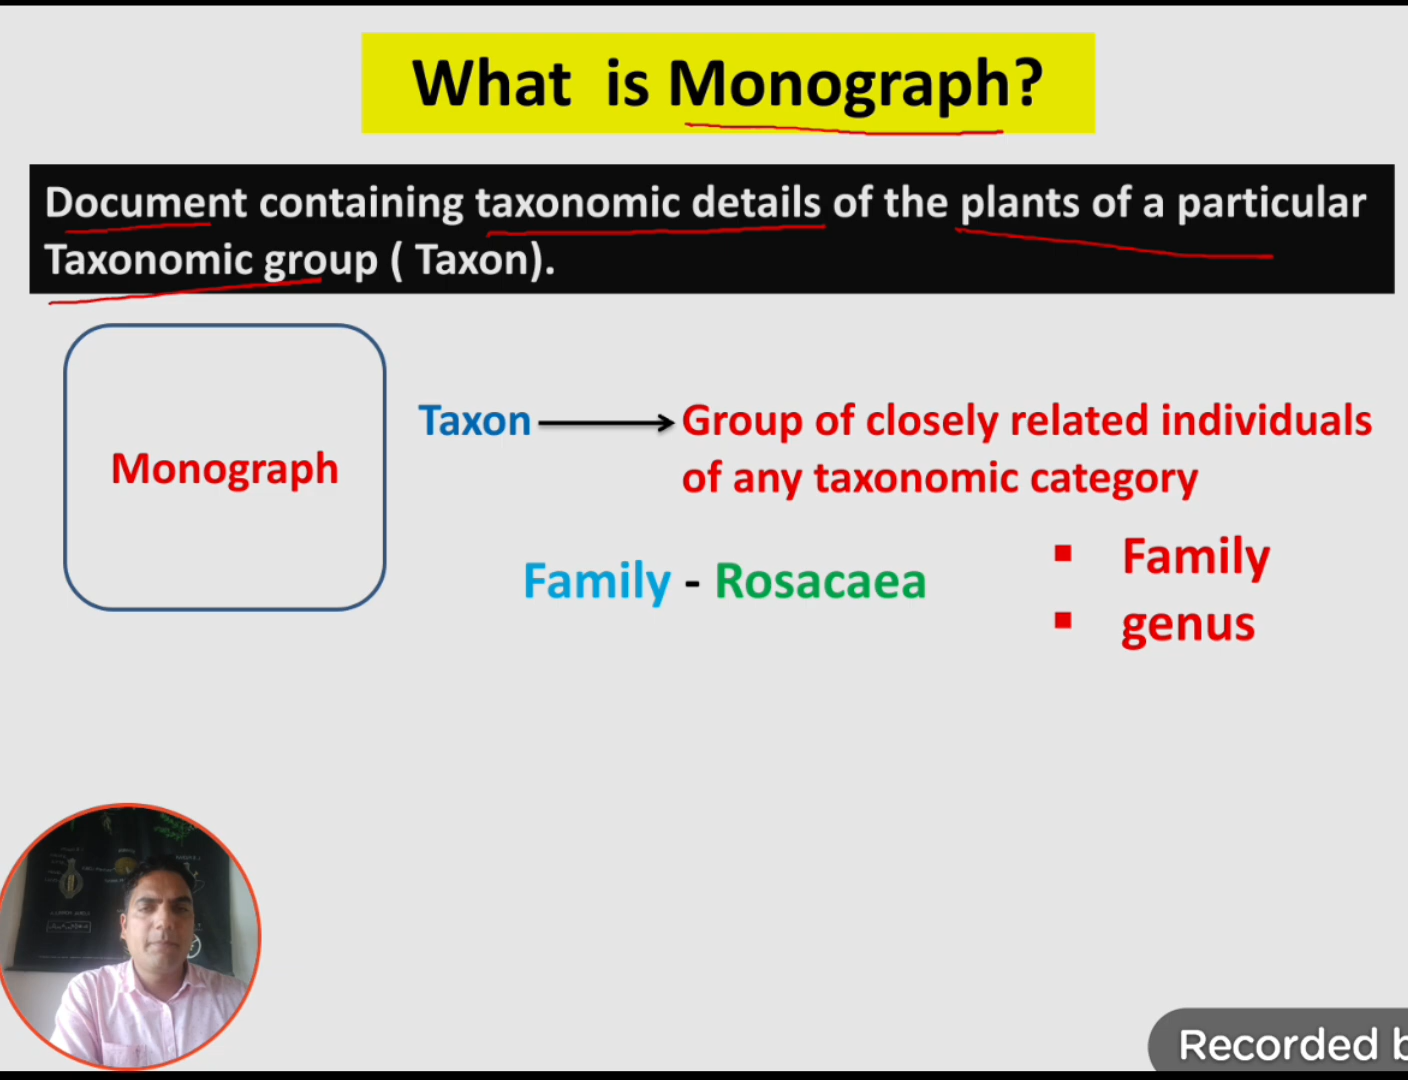 What is Monograph?
Document containing taxonomic details of the plants of a particular
Taxonomic group ( Taxon).
Monograph
Taxon
Group of closely related individuals
of any taxonomic category
Family - Rosacaea
▪ Family
▪ genus
Recorded b